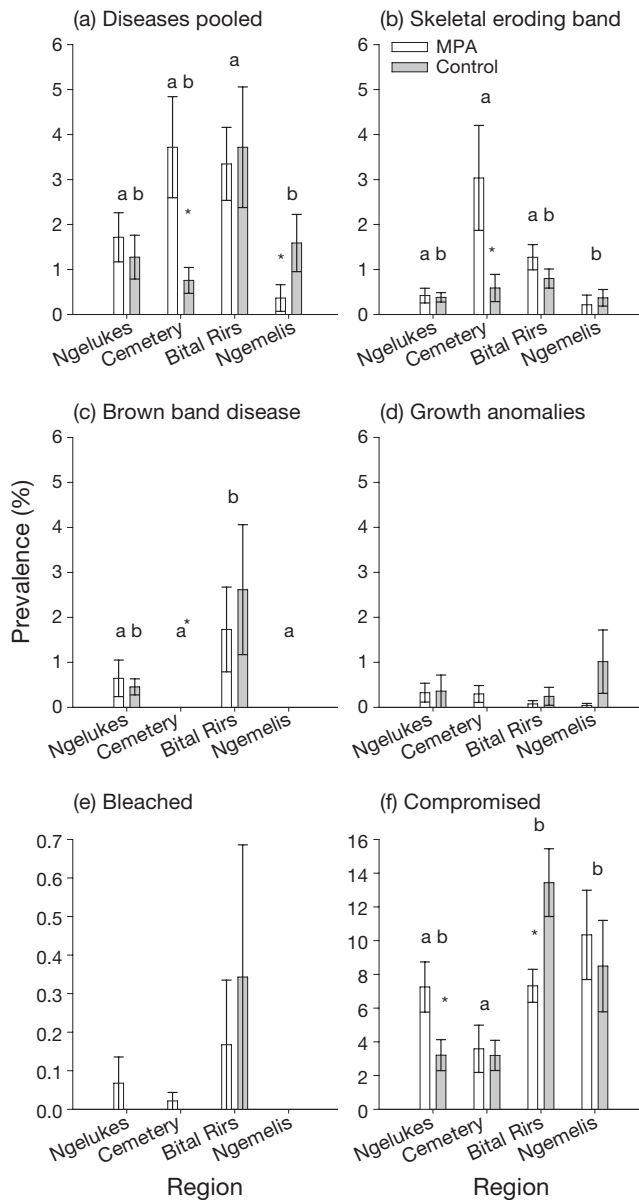 (a) Diseases pooled
6
5
4
3
2
1
0
a b
a b
*
a
*
b
Ngelukes
Cemetery
Bital Rirs
Ngemelis
(b) Skeletal eroding band
MPA
Control
6
5
4
3
2
1
0
a b
a
*
a b
b
Ngelukes
Cemetery
Bital Rirs
Ngemelis
(c) Brown band disease
6
5
4
3
2
1
0
a b
a*
b
a
Ngelukes
Cemetery
Bital Rirs
Ngemelis
(d) Growth anomalies
6
5
4
3
2
1
0
Ngelukes
Cemetery
Bital Rirs
Ngemelis
Prevalence (%)
(e) Bleached
0.7
0.6
0.5
0.4
0.3
0.2
0.1
0.0
Ngelukes
Cemetery
Bital Rirs
Ngemelis
Region
(f) Compromised
16
14
12
10
8
6
4
2
0
a b
*
a
*
b
b
Ngelukes
Cemetery
Bital Rirs
Ngemelis
Region